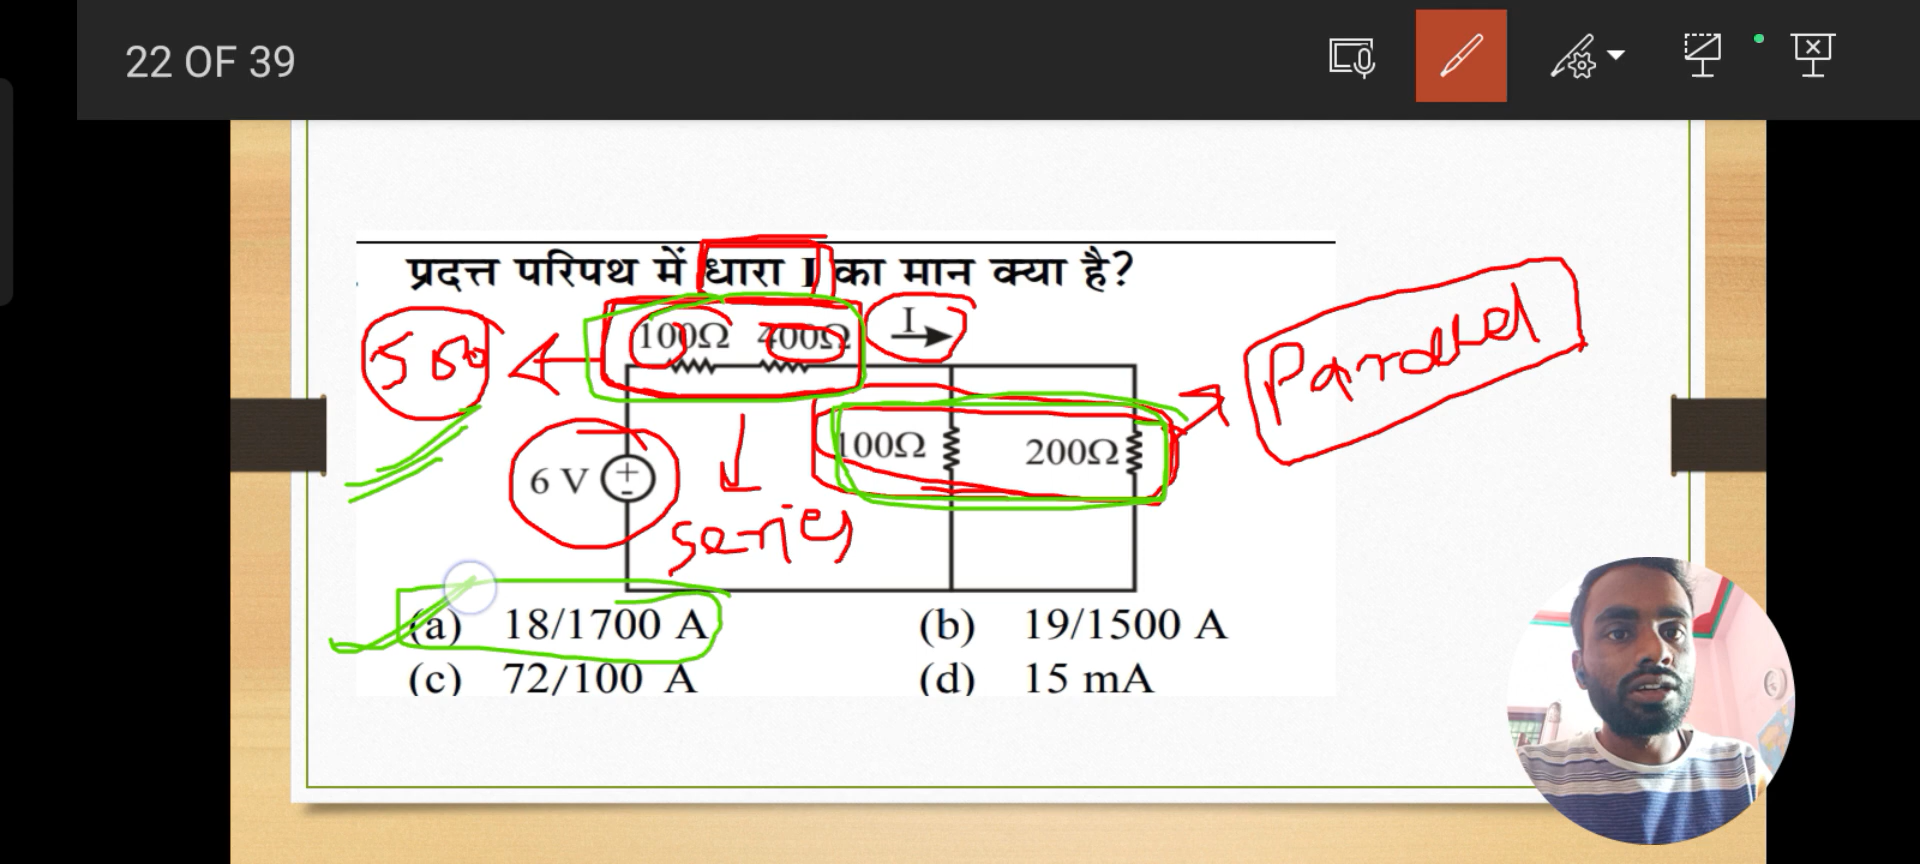 22 OF 39
प्रदत्त परिपथ में धारा I का मान क्या है?
500
100Ω 400Ω I
Parallel
100Ω 200Ω
6 V
series
(a) 18/1700 A (b) 19/1500 A
(c) 72/100 A (d) 15 mA